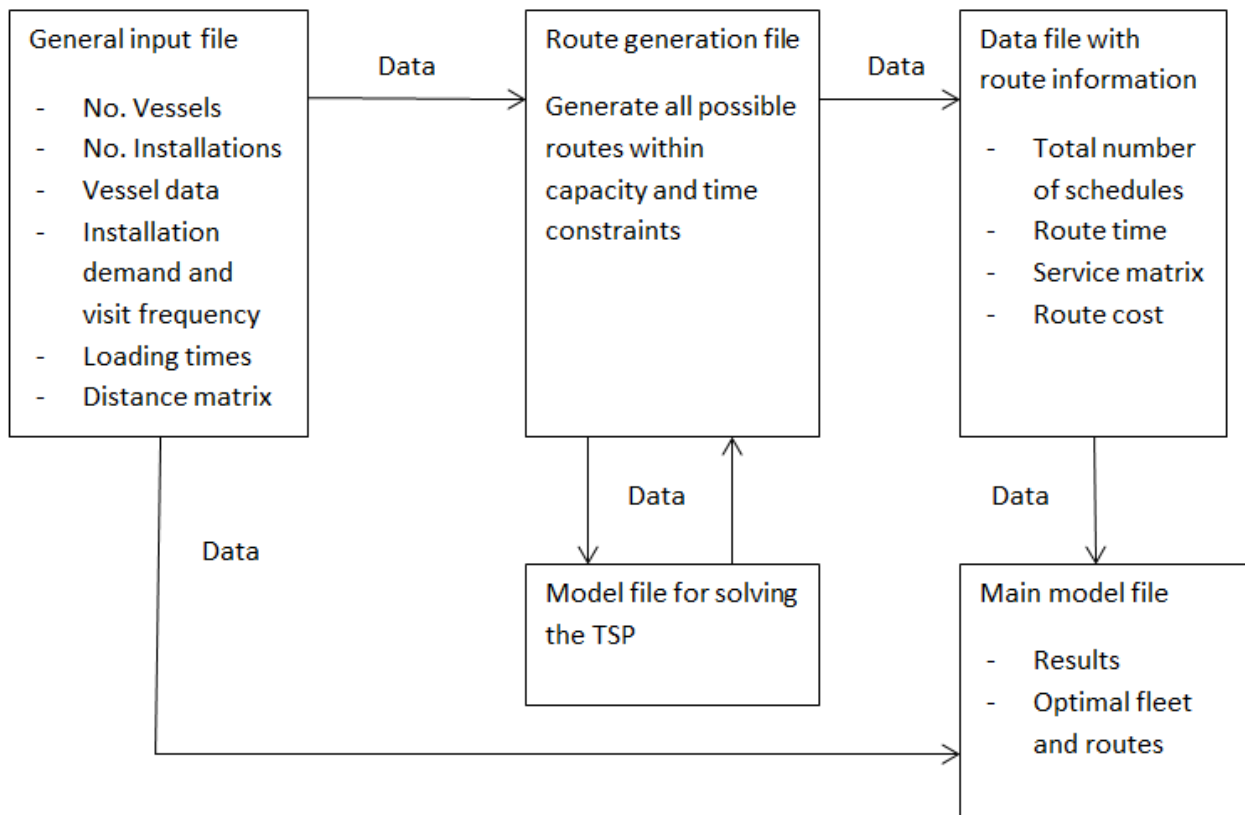 General input file
- No. Vessels
- No. Installations
- Vessel data
- Installation
demand and
visit frequency
- Loading times
- Distance matrix
Data
Route generation file
Generate all possible
routes within
capacity and time
constraints
Data
Data file with
route information
- Total number
of schedules
- Route time
- Service matrix
- Route cost
Data
Data
Data
Model file for solving
the TSP
Main model file
- Results
- Optimal fleet
and routes